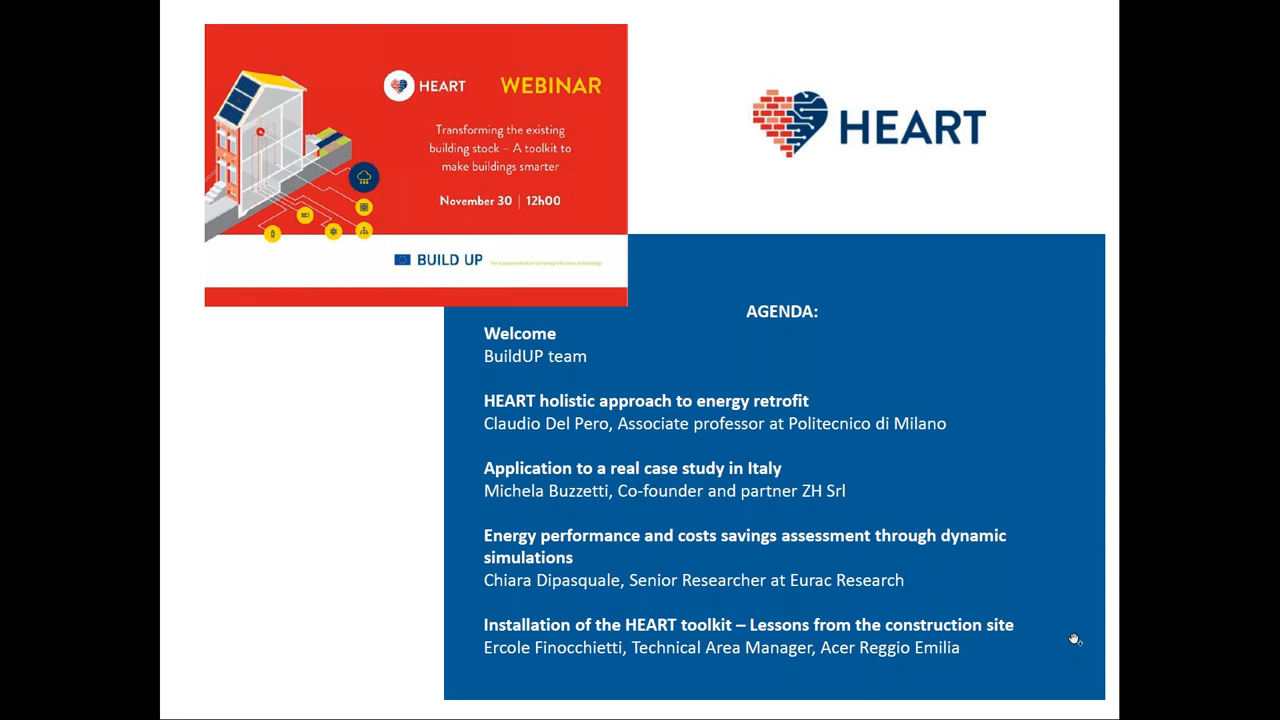 HEART
WEBINAR
Transforming the existing
building stock – A toolkit to
make buildings smarter
November 30 | 12h00
BUILD UP
HEART
AGENDA:
Welcome
BuildUP team
HEART holistic approach to energy retrofit
Claudio Del Pero, Associate professor at Politecnico di Milano
Application to a real case study in Italy
Michela Buzzetti, Co-founder and partner ZH Srl
Energy performance and costs savings assessment through dynamic
simulations
Chiara Dipasquale, Senior Researcher at Eurac Research
Installation of the HEART toolkit – Lessons from the construction site
Ercole Finocchietti, Technical Area Manager, Acer Reggio Emilia